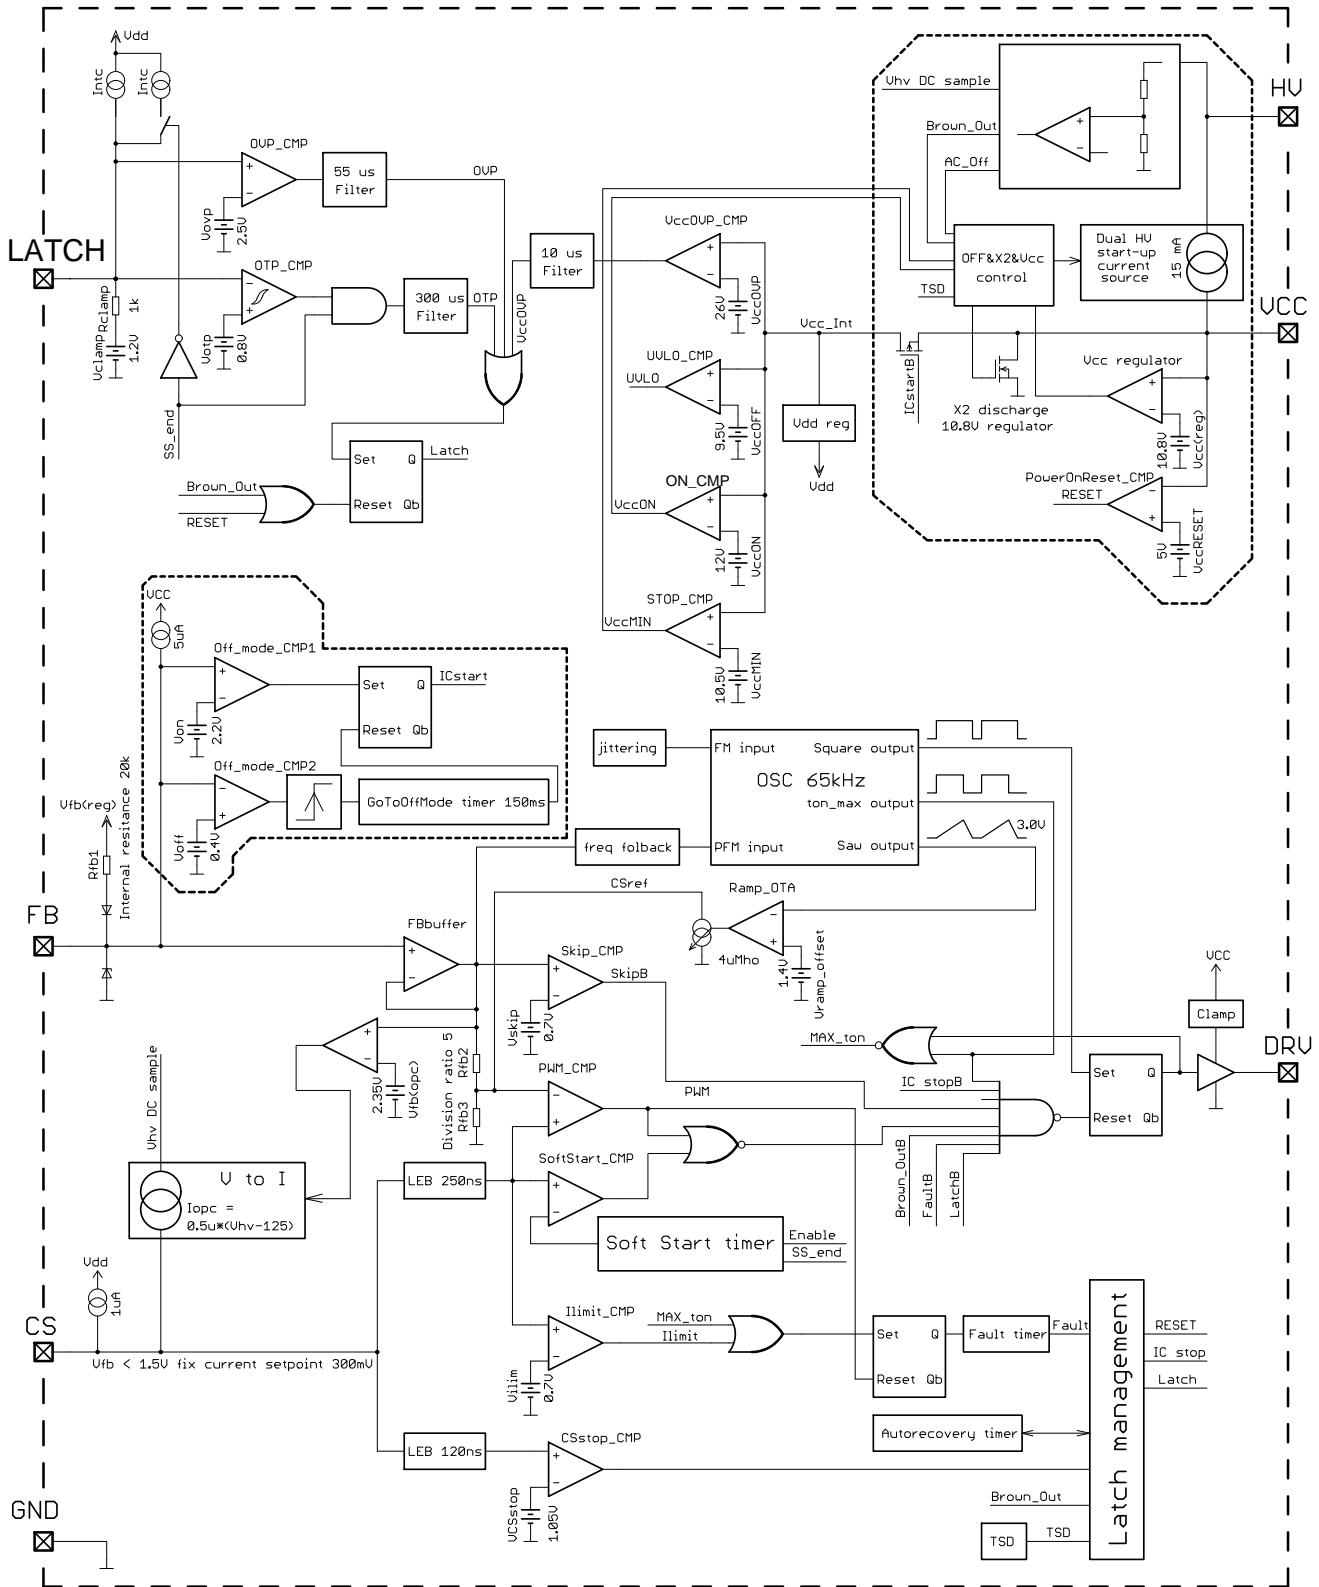 Vdd
Intc
Intc
OVP_CMP
+
-
55 us
Filter
OVP
Vovp
2.5V
LATCH
OTP_CMP
-
+
300 us
Filter
OTP
Rclamp
1k
Vclamp
1.2V
Votp
0.8V
SS_end
VccOVP
10 us
Filter
VccOVP_CMP
+
-
26V
VccOVP
UVLO_CMP
UVLO
+
-
9.5V
VccOFF
ON_CMP
VccON
+
-
12V
VccON
STOP_CMP
VccMIN
+
-
10.5V
VccMIN
Set
Q
Latch
Reset
Qb
Brown_Out
RESET
Vcc_Int
Vdd reg
Vdd
ICstartB
Vhv DC sample
Brown_Out
AC_Off
+
-
HV
OFF&X2&Vcc
control
TSD
Dual HV
start-up
current
source
15 mA
VCC
X2 discharge
10.8V regulator
Vcc regulator
+
-
10.8V
Vcc(reg)
PowerOnReset_CMP
RESET
-
+
5V
VccRESET
VCC
5uA
Off_mode_CMP1
+
-
Von
2.2V
Set
Q
ICstart
Reset
Qb
Off_mode_CMP2
-
+
GoToOffMode timer 150ms
Voff
0.4V
Vfb(reg)
Rfb1
Internal resitance 20k
FB
jittering
FM input
Square output
OSC 65kHz
ton_max output
freq folback
PFM input
Saw output
3.0V
CSref
Ramp_OTA
-
+
4uMho
1.4V
Vramp_offset
FBbuffer
+
-
Skip_CMP
+
-
SkipB
Vskip
0.7V
+
-
2.35V
Vfb(opc)
Division ratio 5
Rfb2
Rfb3
PWM_CMP
-
+
PWM
MAX_ton
IC stopB
Brown_OutB
FaultB
LatchB
Set
Q
Reset
Qb
VCC
Clamp
DRV
Vhv DC sample
V to I
Iopc =
0.5u*(Vhv-125)
LEB 250ns
SoftStart_CMP
+
-
Soft Start timer
Enable
SS_end
Vdd
1uA
CS
Vfb < 1.5V fix current setpoint 300mV
Ilimit_CMP
+
-
Vilim
0.7V
MAX_ton
Ilimit
Set
Q
Reset
Qb
Fault timer
Fault
Latch management
RESET
IC stop
Latch
Autorecovery timer
LEB 120ns
CSstop_CMP
+
-
VCSstop
1.05V
Brown_Out
TSD
TSD
GND